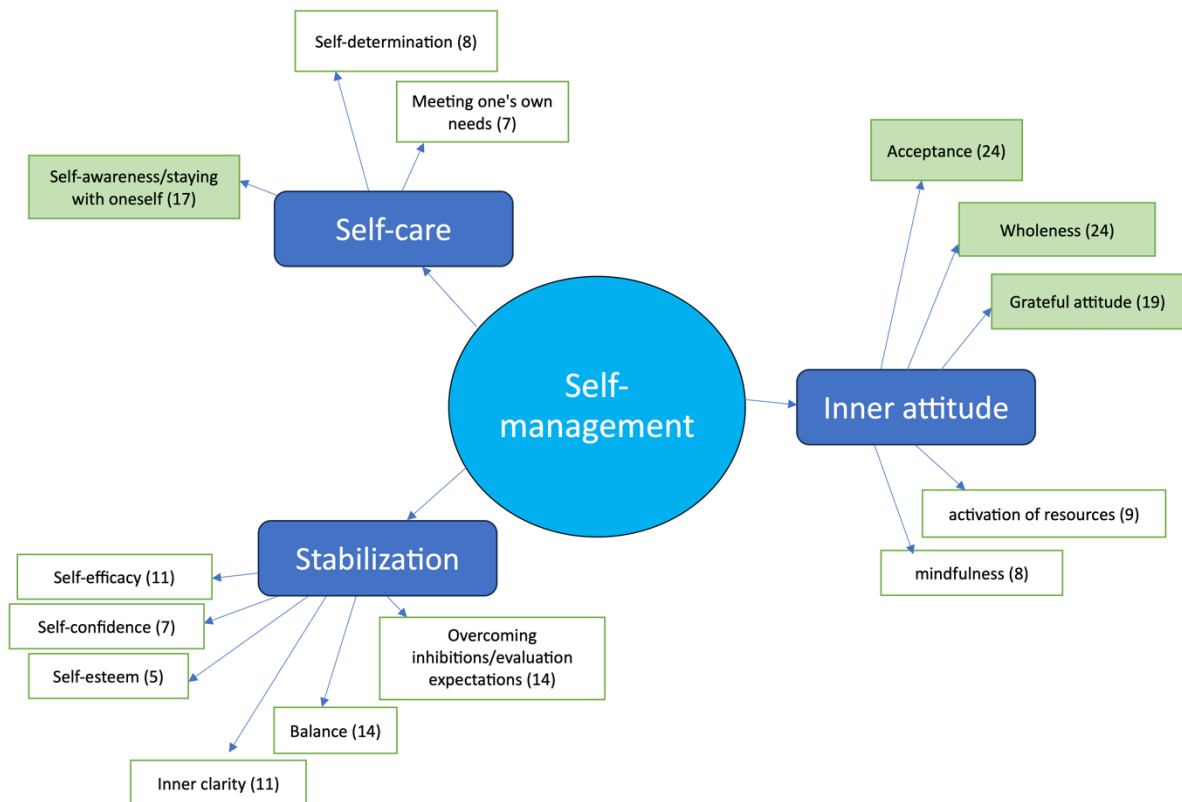 Self-determination (8)
Meeting one's own
needs (7)
Self-awareness/staying
with oneself (17)
Self-care
Acceptance (24)
Wholeness (24)
Grateful attitude (19)
Self-
management
Inner attitude
activation of resources (9)
mindfulness (8)
Stabilization
Self-efficacy (11)
Self-confidence (7)
Self-esteem (5)
Overcoming
inhibitions/evaluation
expectations (14)
Balance (14)
Inner clarity (11)